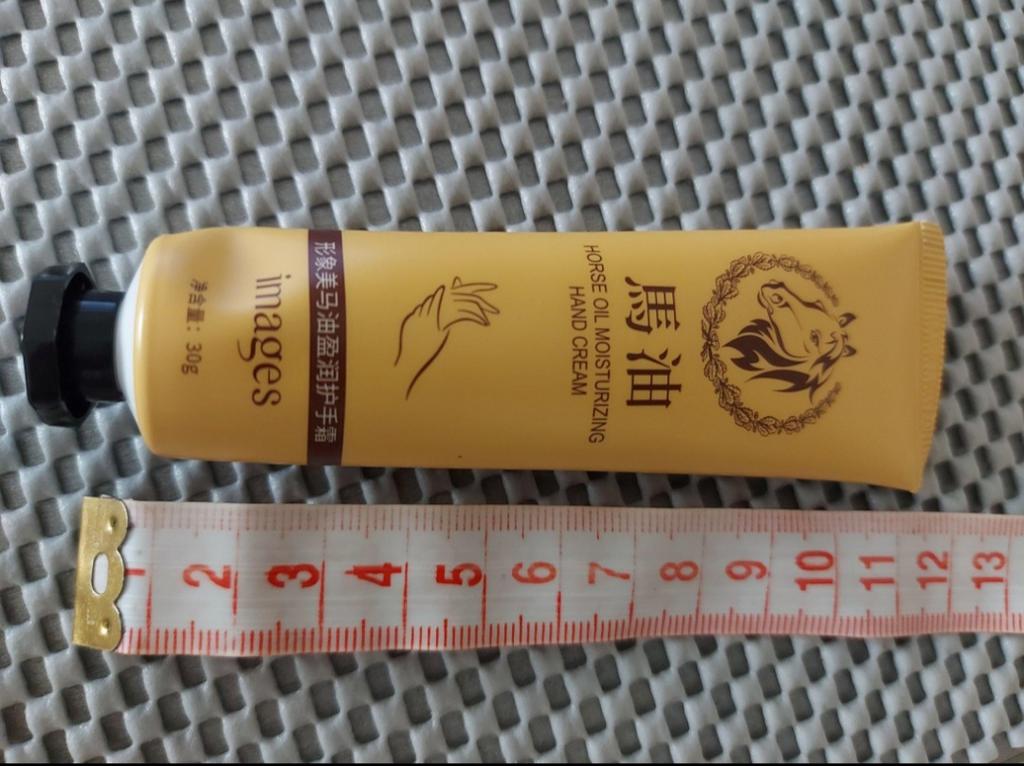 馬油
HORSE OIL MOISTURIZING
HAND CREAM
形象美马油盈润护手霜
images
净含量：30g
1 2 3 4 5 6 7 8 9 10 11 12 13